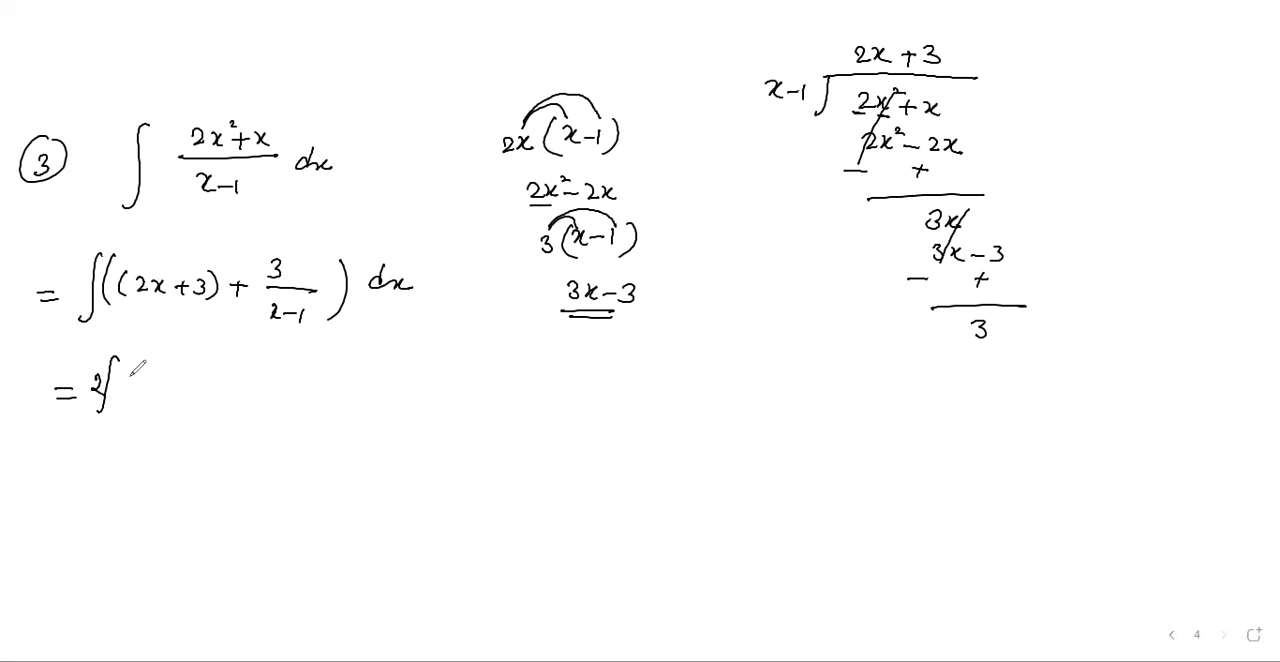 ③ ∫ (2x²+x)/(x-1) dx
= ∫((2x+3) + 3/(x-1)) dx
= 2∫
2x(x-1)
2x²-2x
3(x-1)
3x-3
2x+3
x-1 ) 2x²+x
2x²-2x
- +
3x
3x-3
- +
3
< 4 >